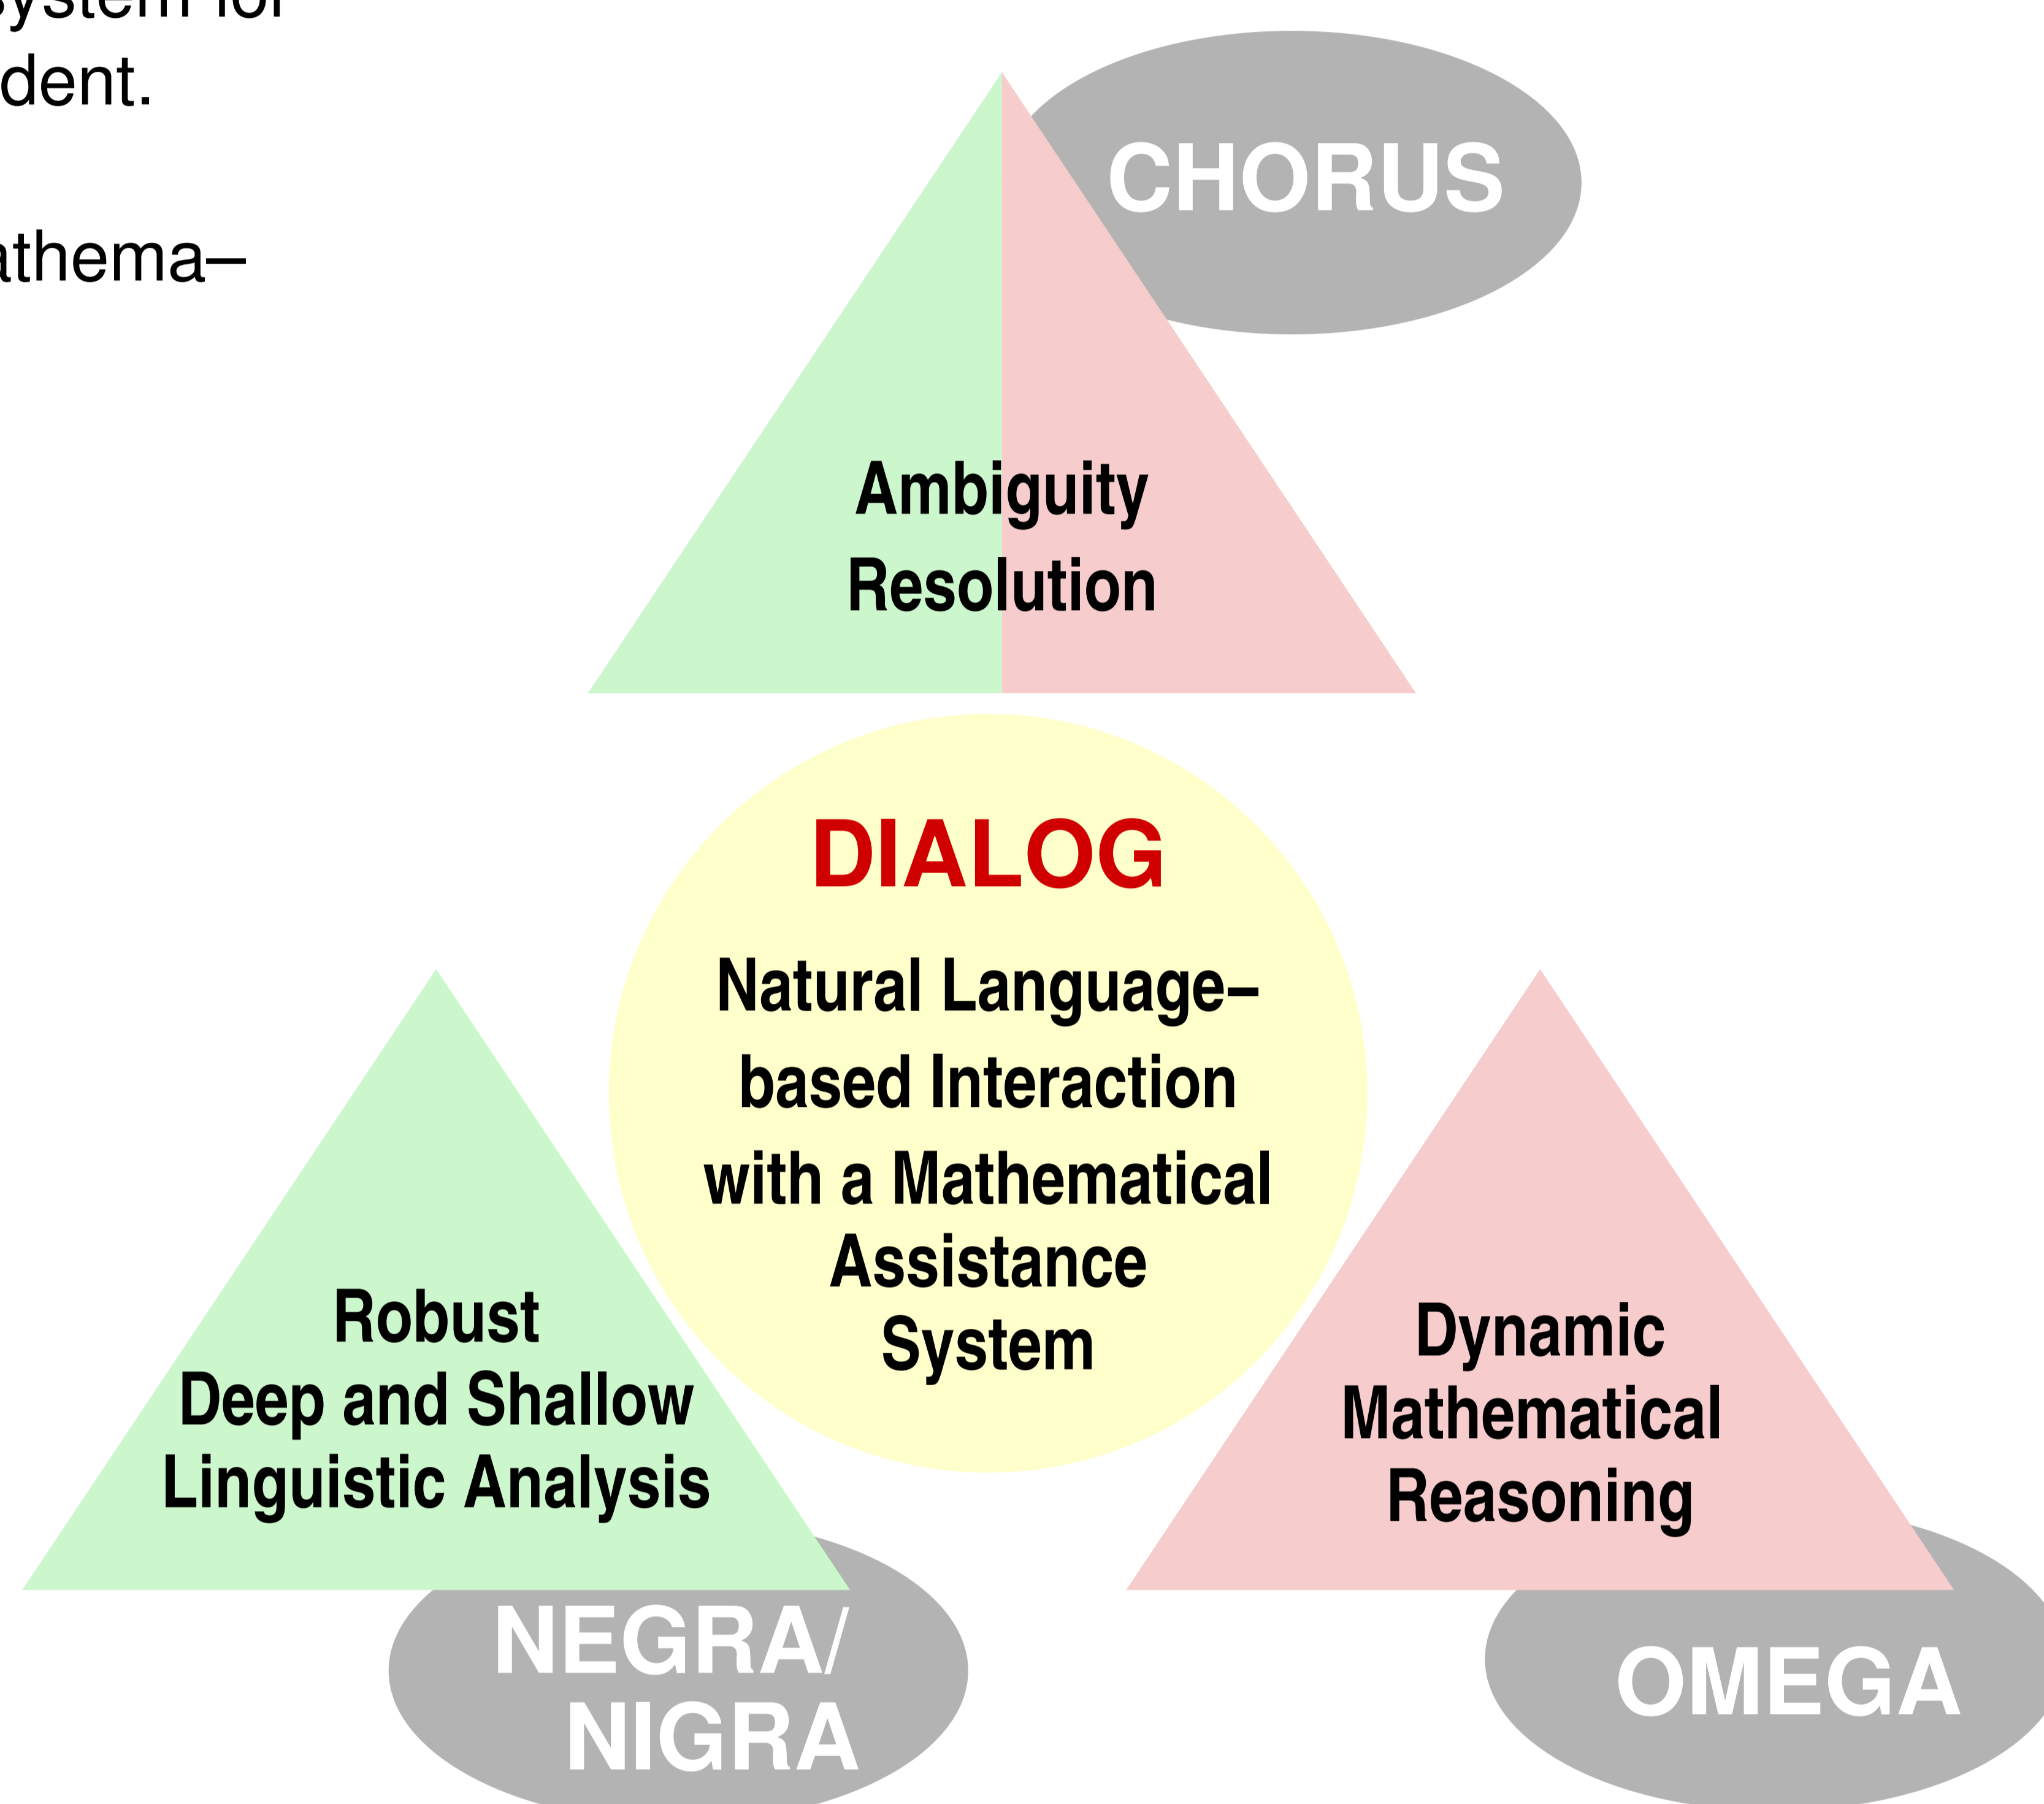 dent.
CHORUS
Ambiguity
Resolution
DIALOG
Natural Language–
based Interaction
with a Mathematical
Assistance
System
Robust
Deep and Shallow
Linguistic Analysis
Dynamic
Mathematical
Reasoning
NEGRA/
NIGRA
OMEGA